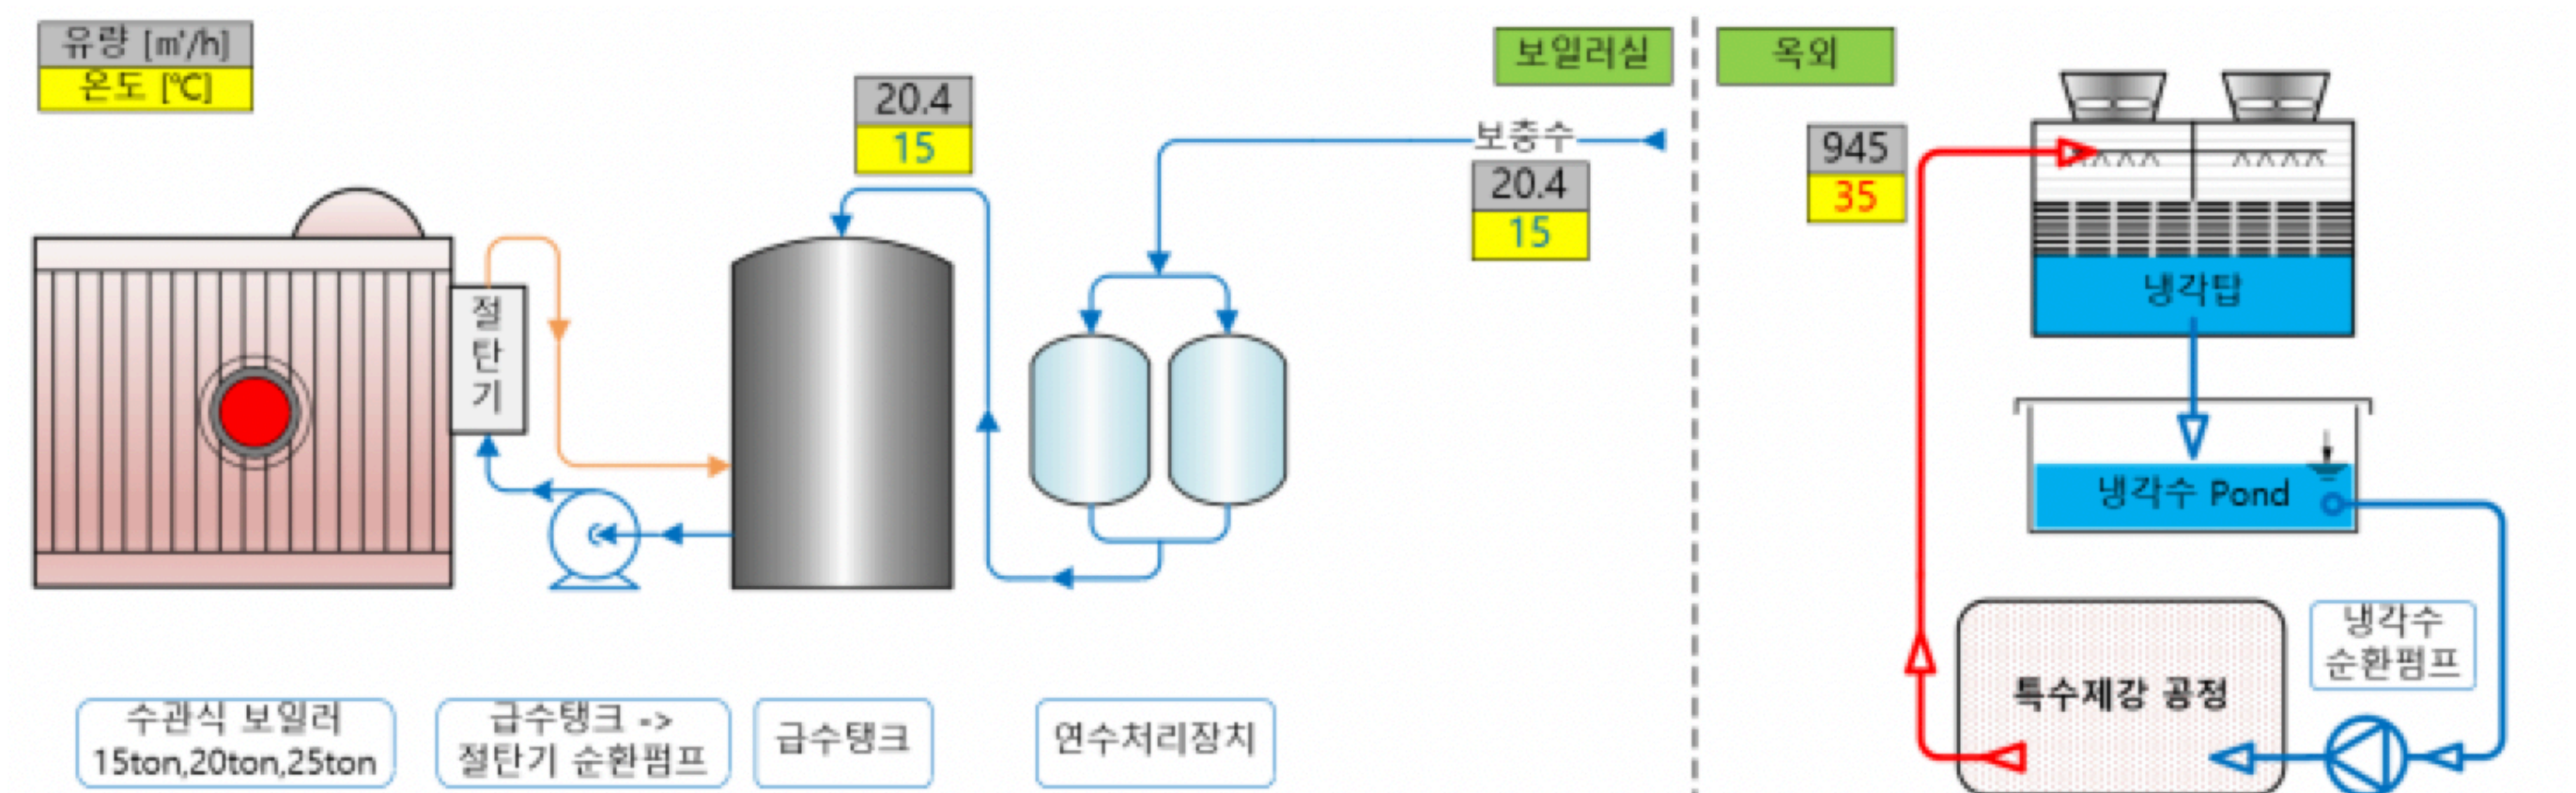 유량 [㎥/h]
온도 [℃]
20.4
15
보일러실
옥외
보충수
20.4
15
945
35
절
탄
기
냉각탑
냉각수 Pond
냉각수
순환펌프
특수제강 공정
수관식 보일러
15ton,20ton,25ton
급수탱크 ->
절탄기 순환펌프
급수탱크
연수처리장치